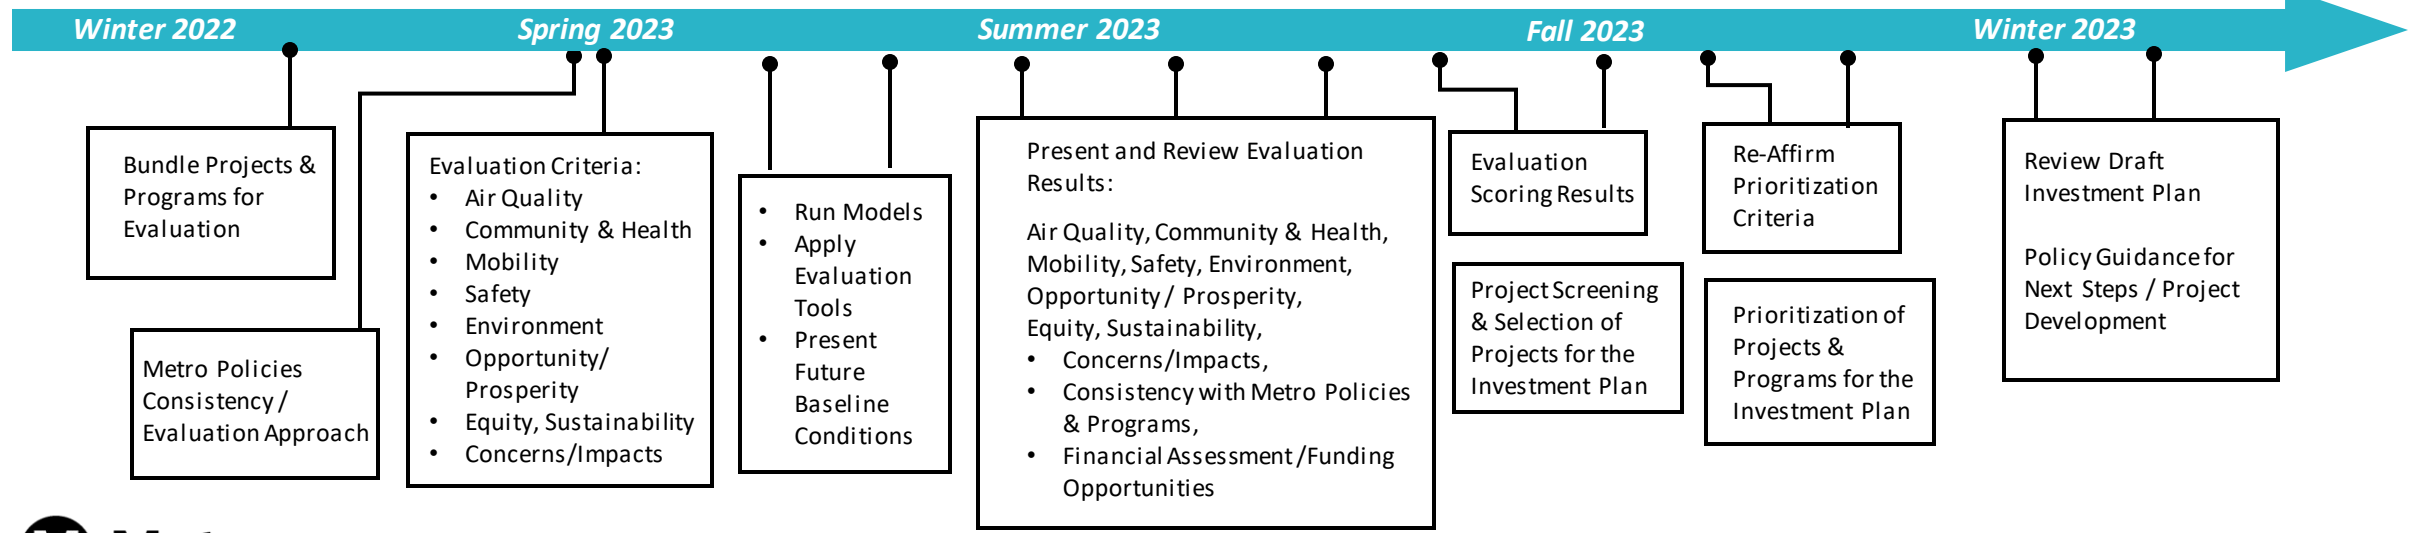 Winter 2022
Spring 2023
Summer 2023
Fall 2023
Winter 2023
Bundle Projects &
Programs for
Evaluation
Metro Policies
Consistency /
Evaluation Approach
Evaluation Criteria:
• Air Quality
• Community & Health
• Mobility
• Safety
• Environment
• Opportunity/
Prosperity
• Equity, Sustainability
• Concerns/Impacts
• Run Models
• Apply
Evaluation
Tools
• Present
Future
Baseline
Conditions
Present and Review Evaluation
Results:
Air Quality, Community & Health,
Mobility, Safety, Environment,
Opportunity / Prosperity,
Equity, Sustainability,
• Concerns/Impacts,
• Consistency with Metro Policies
& Programs,
• Financial Assessment /Funding
Opportunities
Evaluation
Scoring Results
Project Screening
& Selection of
Projects for the
Investment Plan
Re-Affirm
Prioritization
Criteria
Prioritization of
Projects &
Programs for the
Investment Plan
Review Draft
Investment Plan
Policy Guidance for
Next Steps / Project
Development